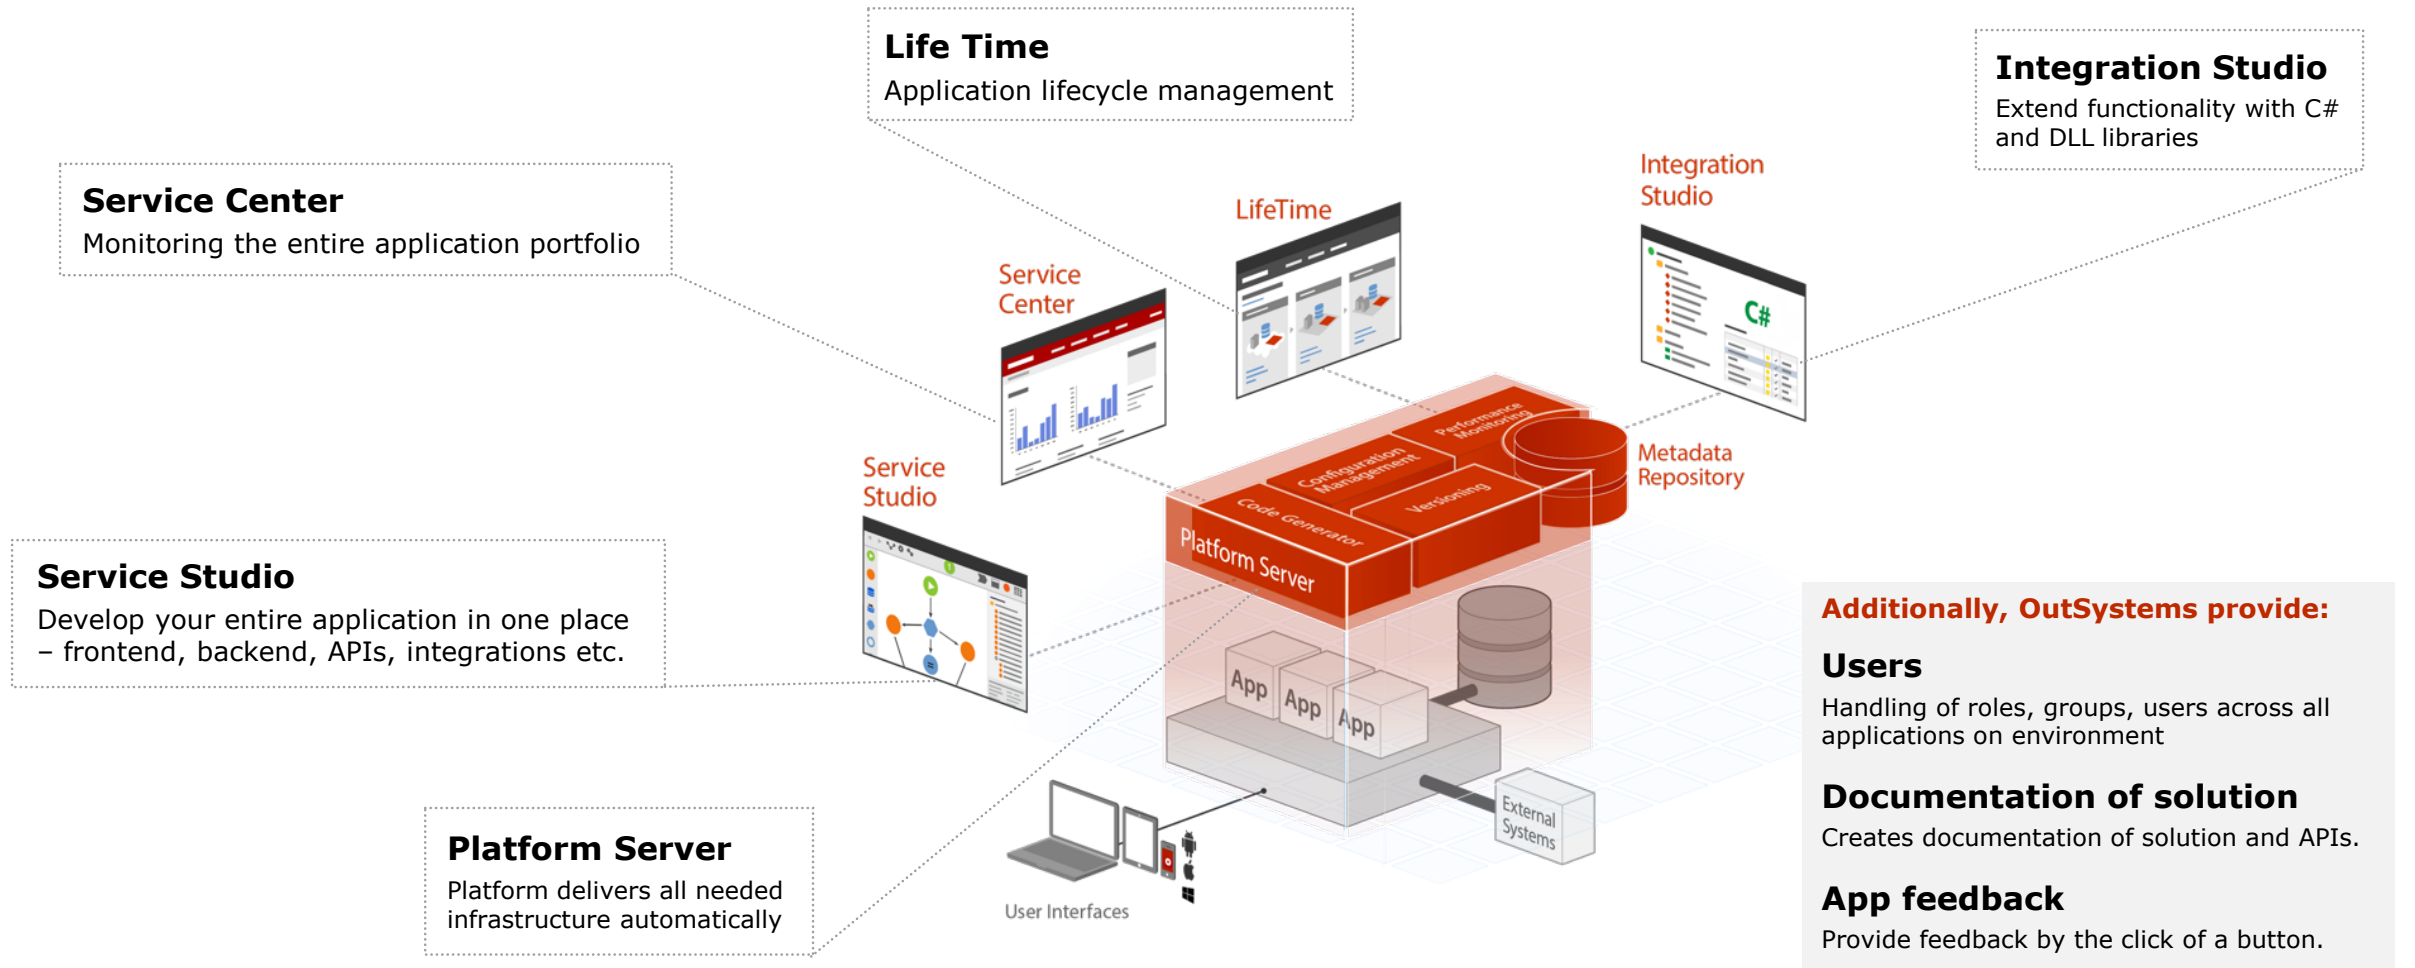 Life Time
Application lifecycle management
Integration Studio
Extend functionality with C#
and DLL libraries
Service Center
Monitoring the entire application portfolio
Integration
Studio
LifeTime
Service
Center
C#
Service
Studio
Performance
Monitoring
Configuration
Management
Metadata
Repository
Code Generator
Versioning
Platform Server
Service Studio
Develop your entire application in one place
– frontend, backend, APIs, integrations etc.
App
App
App
External
Systems
User Interfaces
Platform Server
Platform delivers all needed
infrastructure automatically
Additionally, OutSystems provide:
Users
Handling of roles, groups, users across all
applications on environment
Documentation of solution
Creates documentation of solution and APIs.
App feedback
Provide feedback by the click of a button.